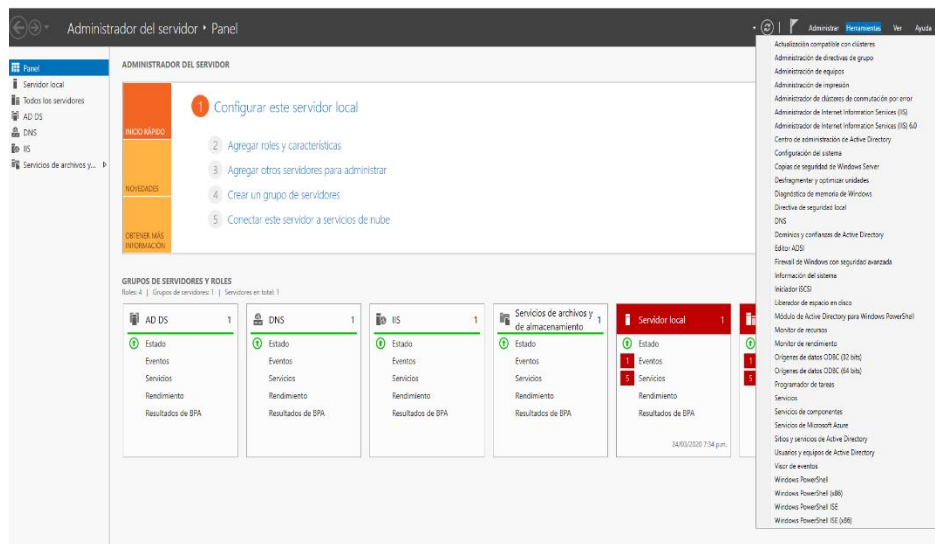 Administrador del servidor • Panel
Administrar Herramientas Ver Ayuda
Panel
Servidor local
Todos los servidores
AD DS
DNS
IIS
Servicios de archivos y...
ADMINISTRADOR DEL SERVIDOR
INICIO RÁPIDO
NOVEDADES
OBTENER MÁS
INFORMACIÓN
1 Configurar este servidor local
2 Agregar roles y características
3 Agregar otros servidores para administrar
4 Crear un grupo de servidores
5 Conectar este servidor a servicios de nube
GRUPOS DE SERVIDORES Y ROLES
Roles: 4 | Grupos de servidores: 1 | Servidores en total: 1
AD DS 1
Estado
Eventos
Servicios
Rendimiento
Resultados de BPA
DNS 1
Estado
Eventos
Servicios
Rendimiento
Resultados de BPA
IIS 1
Estado
Eventos
Servicios
Rendimiento
Resultados de BPA
Servicios de archivos y
de almacenamiento 1
Estado
Eventos
Servicios
Rendimiento
Resultados de BPA
Servidor local 1
Estado
1 Eventos
5 Servicios
Rendimiento
Resultados de BPA
24/03/2020 7:34 p.m.
1
5
Actualización compatible con clústeres
Administración de directivas de grupo
Administración de equipos
Administración de impresión
Administrador de clústeres de conmutación por error
Administrador de Internet Information Services (IIS)
Administrador de Internet Information Services (IIS) 6.0
Centro de administración de Active Directory
Configuración del sistema
Copias de seguridad de Windows Server
Desfragmentar y optimizar unidades
Diagnóstico de memoria de Windows
Directiva de seguridad local
DNS
Dominios y confianzas de Active Directory
Editor ADSI
Firewall de Windows con seguridad avanzada
Información del sistema
Iniciador iSCSI
Liberador de espacio en disco
Módulo de Active Directory para Windows PowerShell
Monitor de recursos
Monitor de rendimiento
Orígenes de datos ODBC (32 bits)
Orígenes de datos ODBC (64 bits)
Programador de tareas
Servicios
Servicios de componentes
Servicios de Microsoft Azure
Sitios y servicios de Active Directory
Usuarios y equipos de Active Directory
Visor de eventos
Windows PowerShell
Windows PowerShell (x86)
Windows PowerShell ISE
Windows PowerShell ISE (x86)